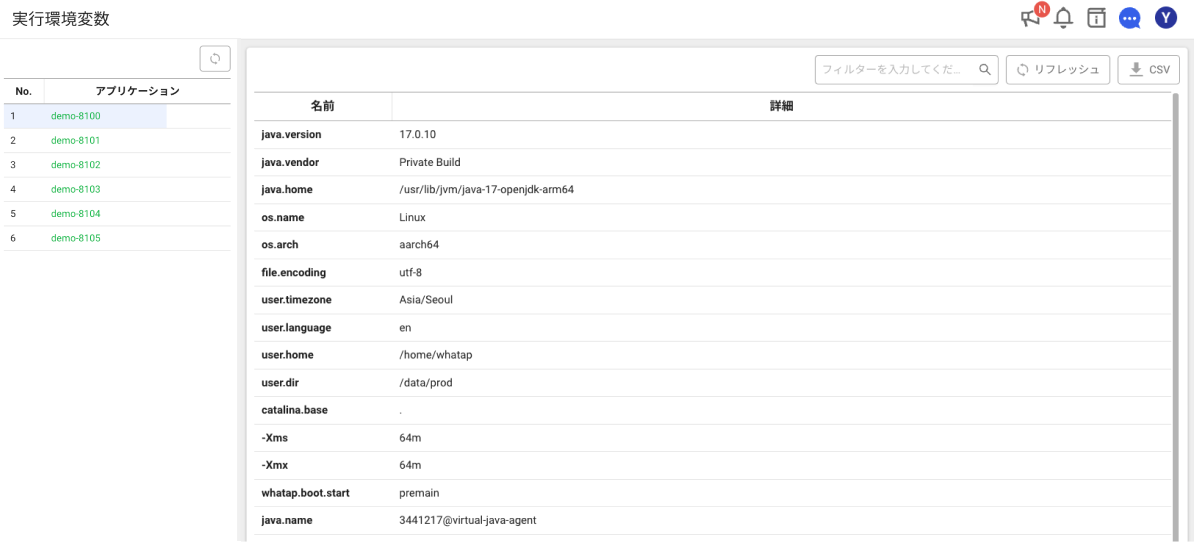 実行環境変数
N
Y
No. アプリケーション
1 demo-8100
2 demo-8101
3 demo-8102
4 demo-8103
5 demo-8104
6 demo-8105
フィルターを入力してくだ... リフレッシュ CSV
名前 詳細
java.version 17.0.10
java.vendor Private Build
java.home /usr/lib/jvm/java-17-openjdk-arm64
os.name Linux
os.arch aarch64
file.encoding utf-8
user.timezone Asia/Seoul
user.language en
user.home /home/whatap
user.dir /data/prod
catalina.base .
-Xms 64m
-Xmx 64m
whatap.boot.start premain
java.name 3441217@virtual-java-agent